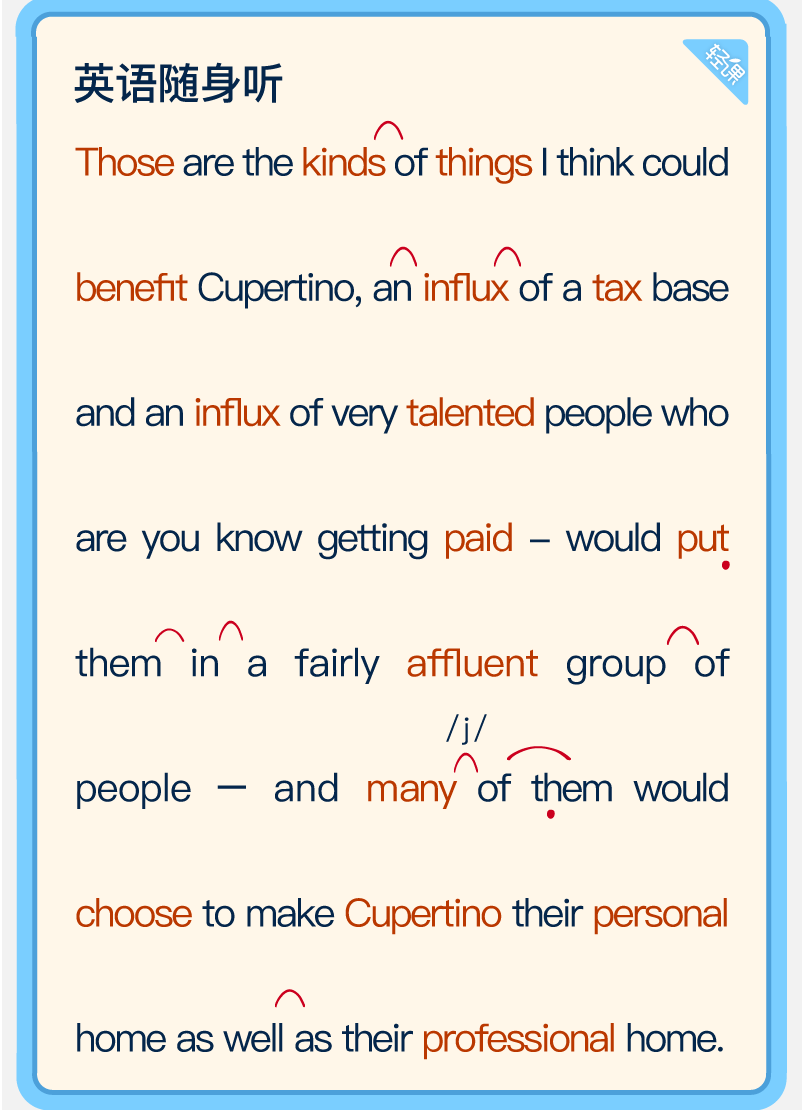 轻课
英语随身听
Those are the kinds of things I think could
benefit Cupertino, an influx of a tax base
and an influx of very talented people who
are you know getting paid – would put
them in a fairly affluent group of
/j/
people — and many of them would
choose to make Cupertino their personal
home as well as their professional home.